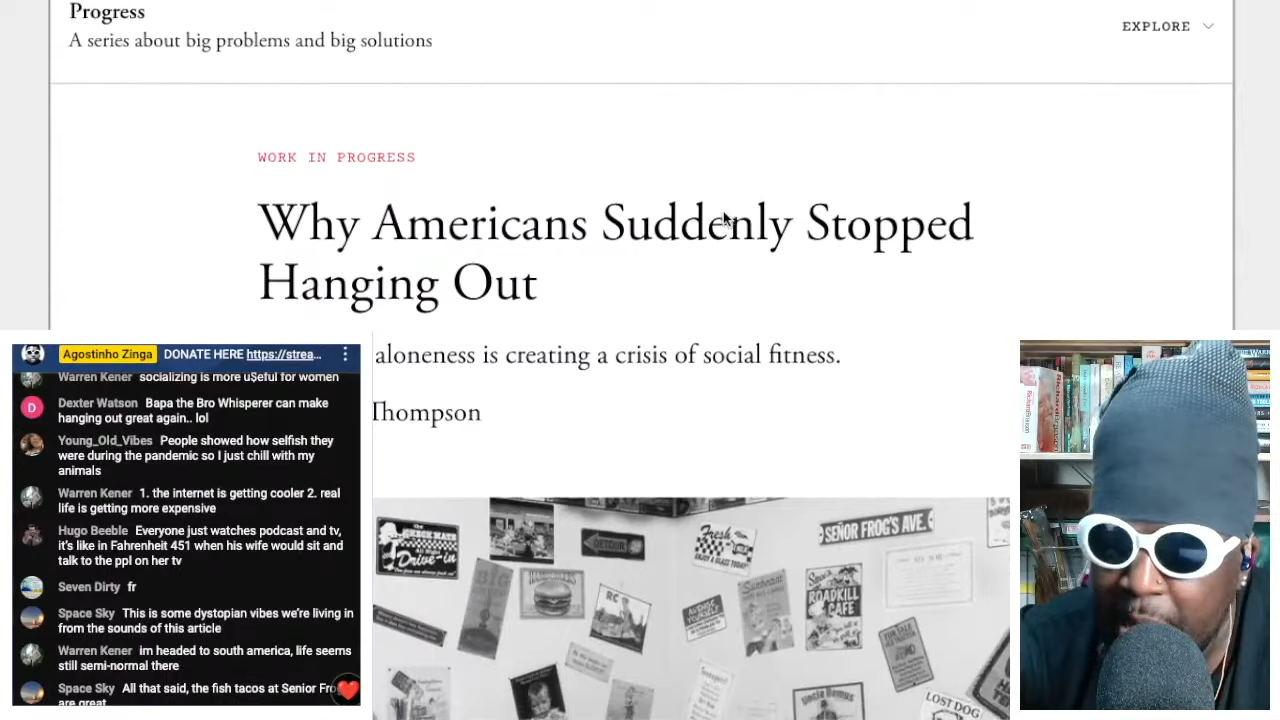 Progress
A series about big problems and big solutions
EXPLORE
WORK IN PROGRESS
Why Americans Suddenly Stopped
Hanging Out
aloneness is creating a crisis of social fitness.
Thompson
Agostinho Zinga DONATE HERE https://strea...
Warren Kener socializing is more u$eful for women
Dexter Watson Bapa the Bro Whisperer can make
hanging out great again.. lol
Young_Old_Vibes People showed how selfish they
were during the pandemic so I just chill with my
animals
Warren Kener 1. the internet is getting cooler 2. real
life is getting more expensive
Hugo Beeble Everyone just watches podcast and tv,
it's like in Fahrenheit 451 when his wife would sit and
talk to the ppl on her tv
Seven Dirty fr
Space Sky This is some dystopian vibes we're living in
from the sounds of this article
Warren Kener im headed to south america, life seems
still semi-normal there
Space Sky All that said, the fish tacos at Senior Fro
are great
D
Drive-in
DETOUR
Fresh
SEÑOR FROG'S AVE.
BIG
RC
ROADKILL
CAFE
Uncle Remus
LOST DOG